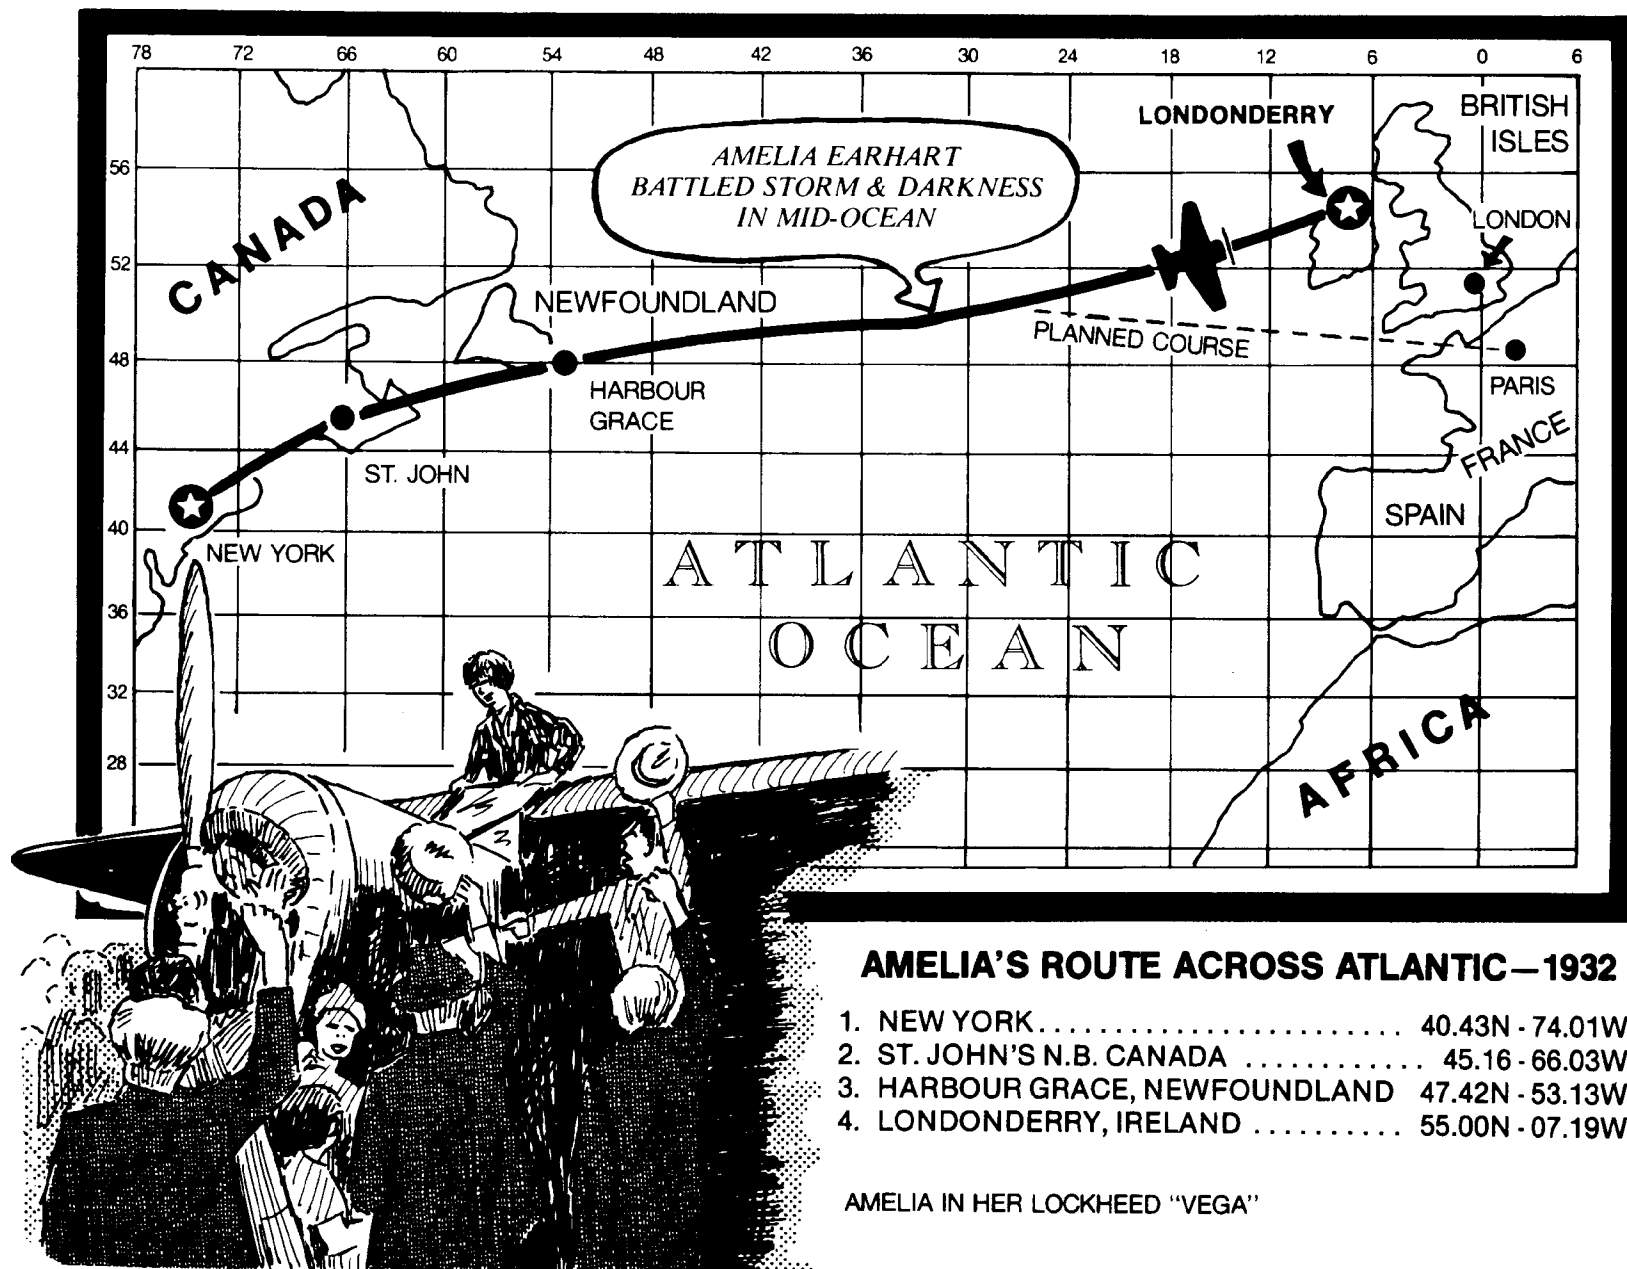 78 72 66 60 54 48 42 36 30 24 18 12 6 0 6
LONDONDERRY
BRITISH
ISLES
AMELIA EARHART
BATTLED STORM & DARKNESS
IN MID-OCEAN
56
CANADA
LONDON
52
NEWFOUNDLAND
PLANNED COURSE
48
HARBOUR
GRACE
PARIS
44
ST. JOHN
FRANCE
SPAIN
40
NEW YORK
ATLANTIC
OCEAN
36
32
AFRICA
28
AMELIA'S ROUTE ACROSS ATLANTIC—1932
1. NEW YORK........................ 40.43N - 74.01W
2. ST. JOHN'S N.B. CANADA ............ 45.16 - 66.03W
3. HARBOUR GRACE, NEWFOUNDLAND 47.42N - 53.13W
4. LONDONDERRY, IRELAND .......... 55.00N - 07.19W
AMELIA IN HER LOCKHEED "VEGA"